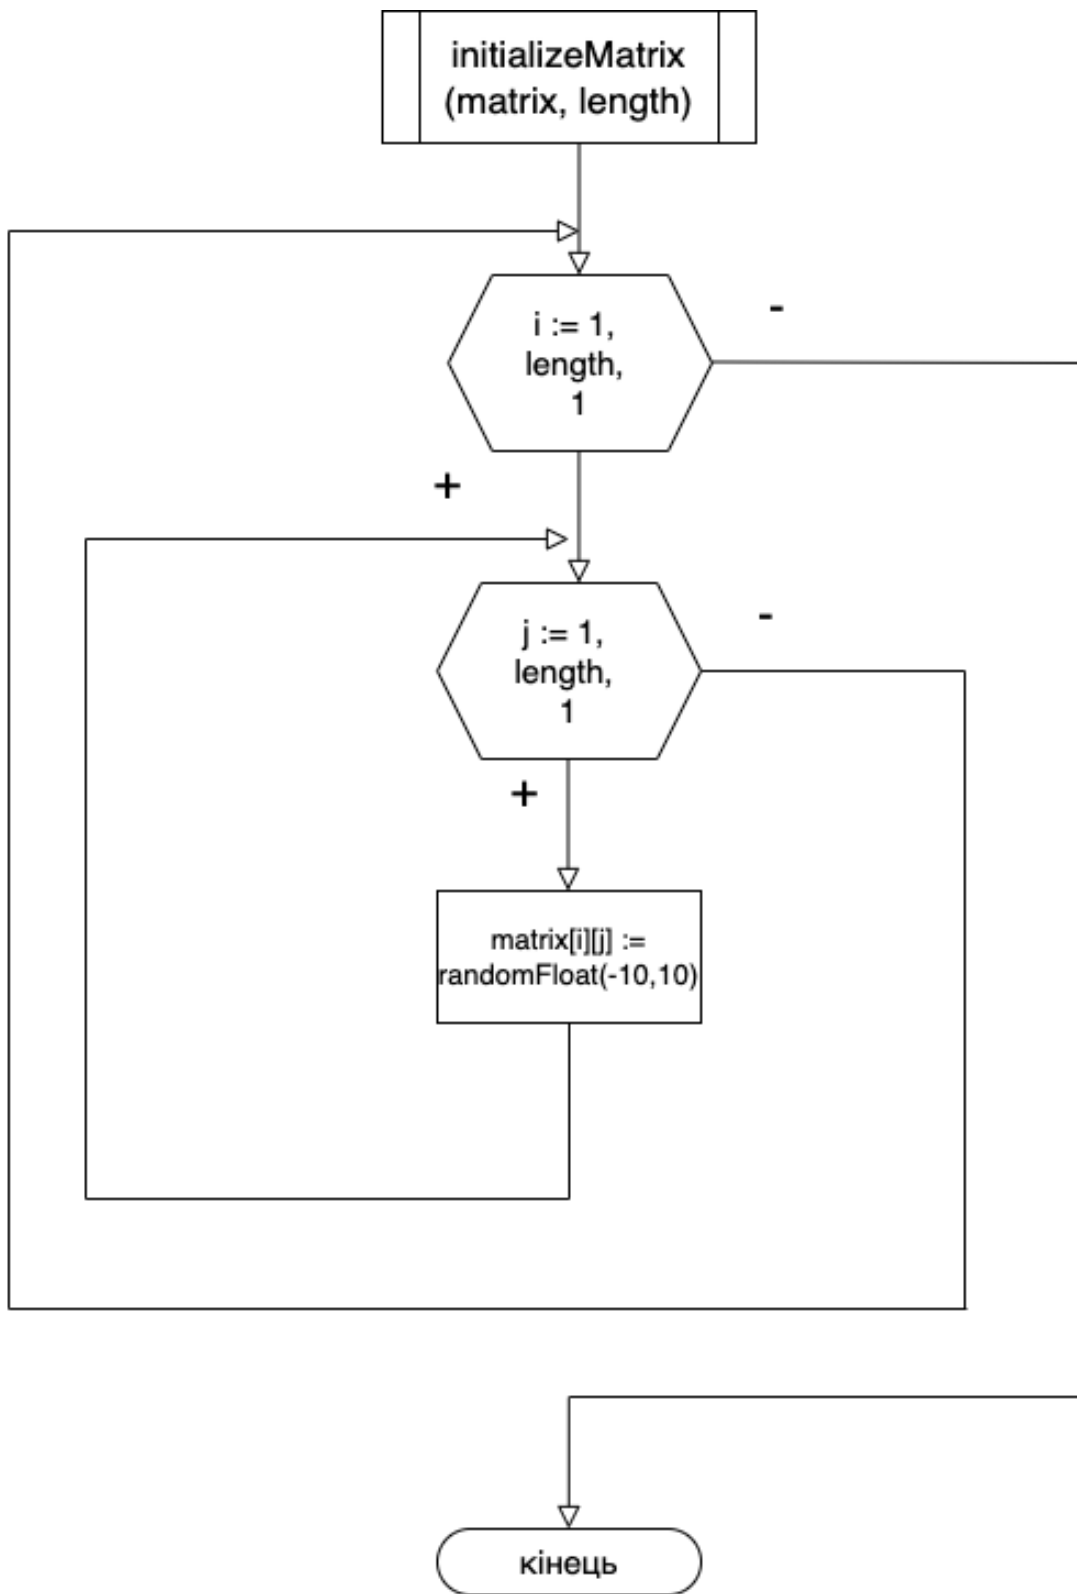 initializeMatrix
(matrix, length)
-
i := 1,
length,
1
+
-
j := 1,
length,
1
+
matrix[i][j] :=
randomFloat(-10,10)
кінець